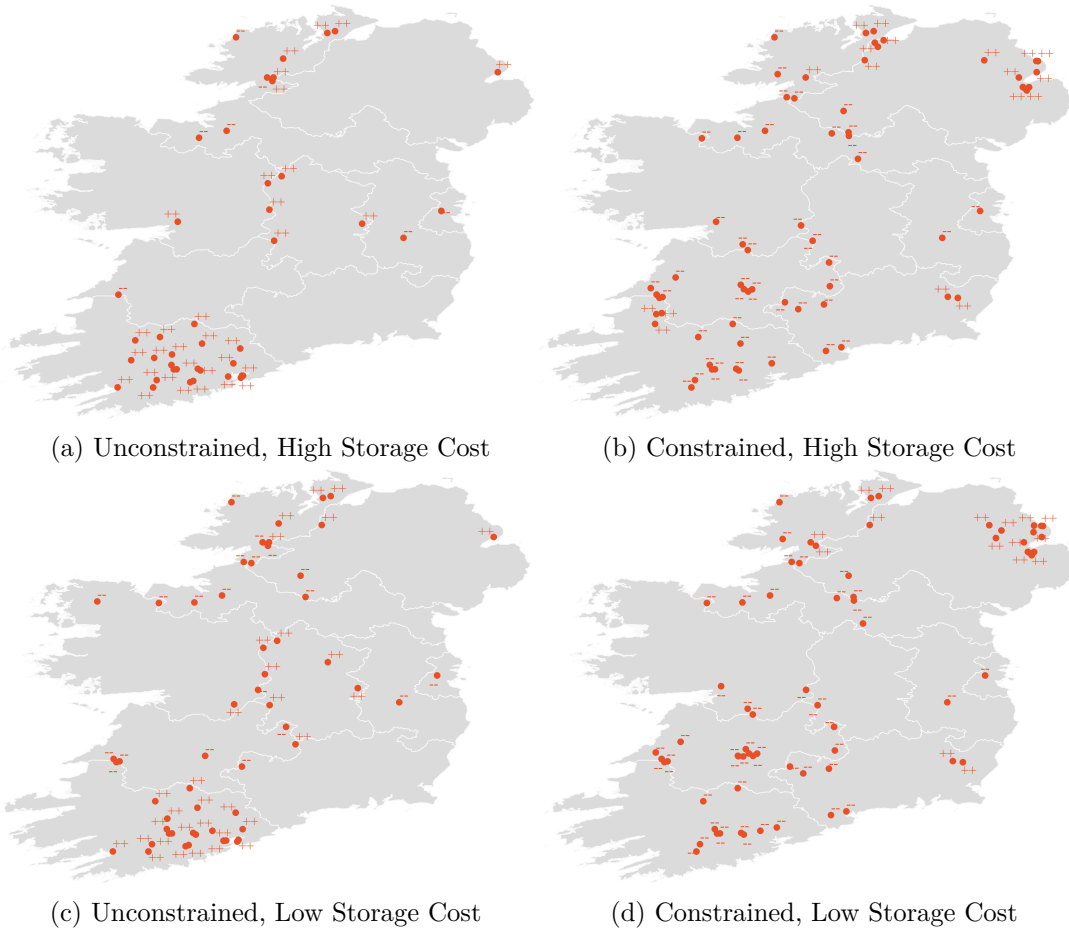 (a) Unconstrained, High Storage Cost
(b) Constrained, High Storage Cost
(c) Unconstrained, Low Storage Cost
(d) Constrained, Low Storage Cost